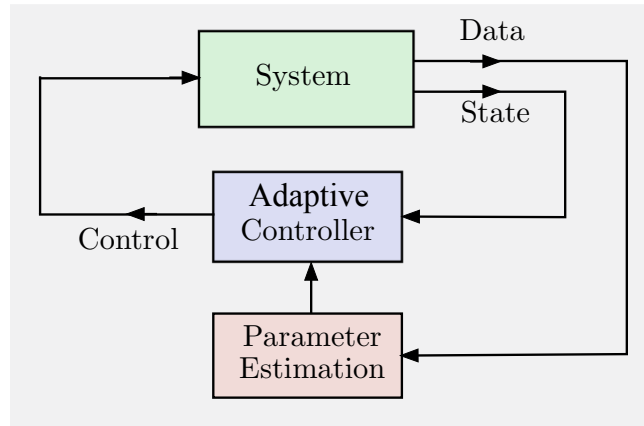 Data
System
State
Adaptive
Controller
Control
Parameter
Estimation